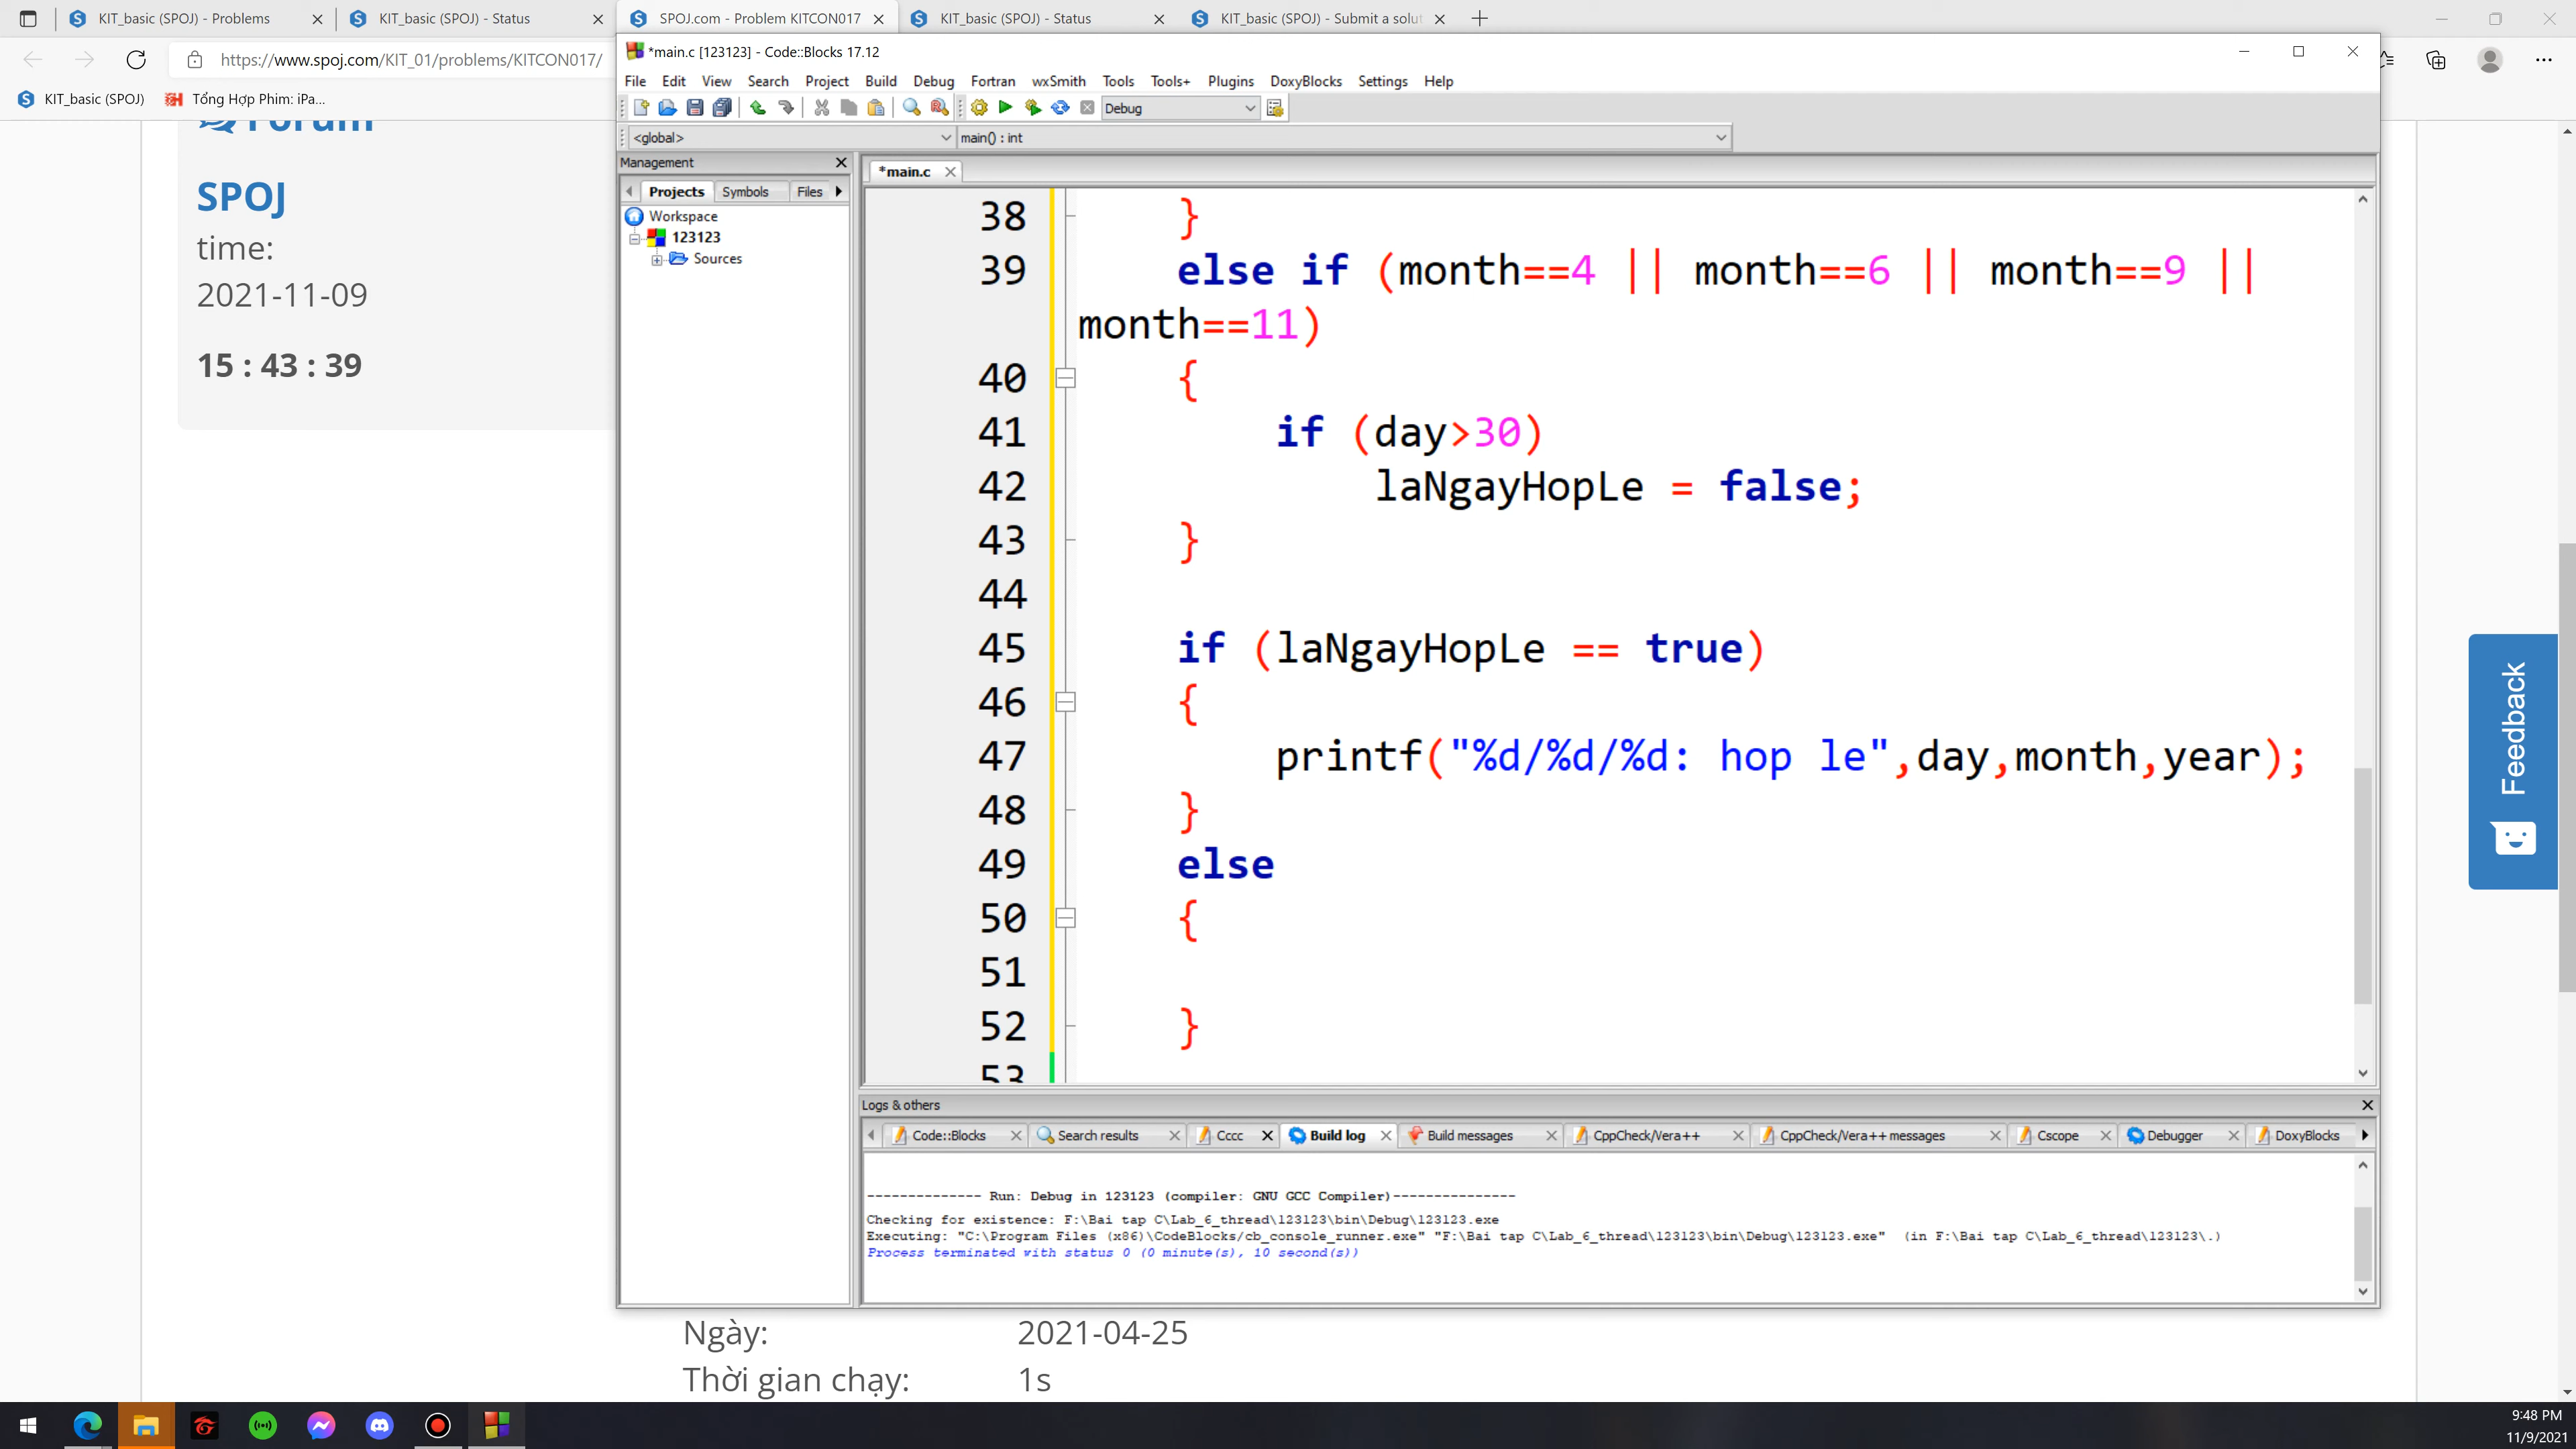 KIT_basic (SPOJ) - Problems
KIT_basic (SPOJ) - Status
SPOJ.com - Problem KITCON017
KIT_basic (SPOJ) - Status
KIT_basic (SPOJ) - Submit a solut
https://www.spoj.com/KIT_01/problems/KITCON017/
KIT_basic (SPOJ)
Tổng Hợp Phim: iPa...
Forum
SPOJ
time:
2021-11-09
15 : 43 : 39
*main.c [123123] - Code::Blocks 17.12
File Edit View Search Project Build Debug Fortran wxSmith Tools Tools+ Plugins DoxyBlocks Settings Help
Debug
<global>
main() : int
Management
Projects Symbols Files
Workspace
123123
Sources
*main.c
38 }
39 else if (month==4 || month==6 || month==9 ||
month==11)
40 {
41 if (day>30)
42 laNgayHopLe = false;
43 }
44
45 if (laNgayHopLe == true)
46 {
47 printf("%d/%d/%d: hop le",day,month,year);
48 }
49 else
50 {
51
52 }
53
Logs & others
Code::Blocks Search results Cccc Build log Build messages CppCheck/Vera++ CppCheck/Vera++ messages Cscope Debugger DoxyBlocks
-------------- Run: Debug in 123123 (compiler: GNU GCC Compiler)---------------
Checking for existence: F:\Bai tap C\Lab_6_thread\123123\bin\Debug\123123.exe
Executing: "C:\Program Files (x86)\CodeBlocks/cb_console_runner.exe" "F:\Bai tap C\Lab_6_thread\123123\bin\Debug\123123.exe"  (in F:\Bai tap C\Lab_6_thread\123123\.)
Process terminated with status 0 (0 minute(s), 10 second(s))
Feedback
Ngày: 2021-04-25
Thời gian chạy: 1s
9:48 PM
11/9/2021